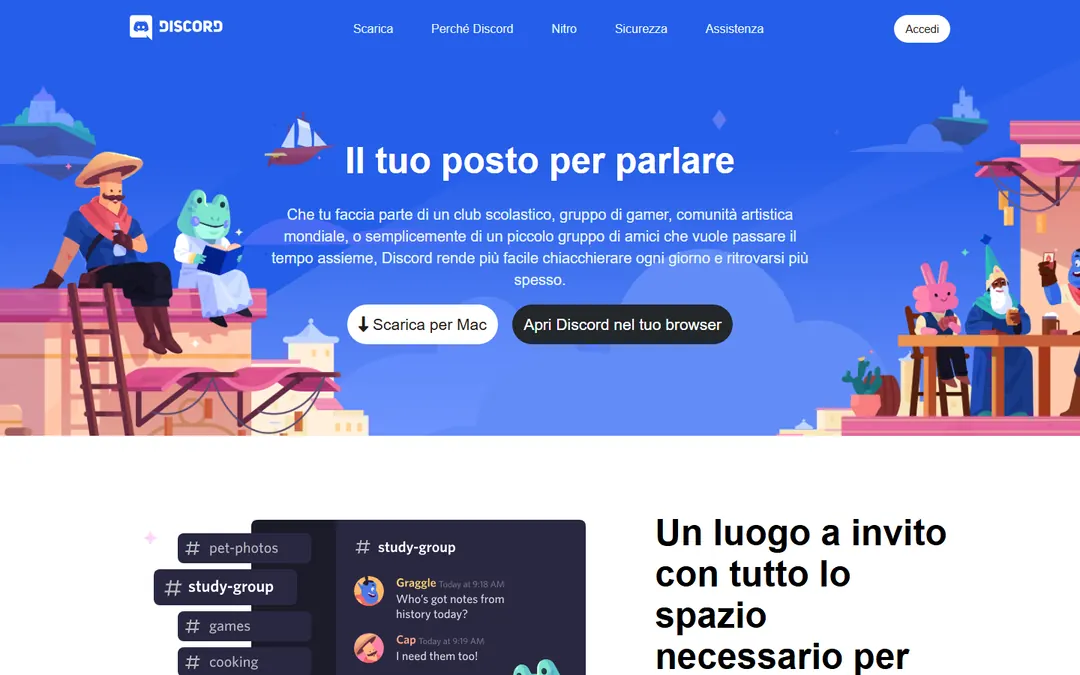 DISCORD
Scarica
Perché Discord
Nitro
Sicurezza
Assistenza
Accedi
Il tuo posto per parlare
Che tu faccia parte di un club scolastico, gruppo di gamer, comunità artistica
mondiale, o semplicemente di un piccolo gruppo di amici che vuole passare il
tempo assieme, Discord rende più facile chiacchierare ogni giorno e ritrovarsi più
spesso.
Scarica per Mac
Apri Discord nel tuo browser
# pet-photos
# study-group
# games
# cooking
# study-group
Graggle Today at 9:18 AM
Who's got notes from
history today?
Cap Today at 9:19 AM
I need them too!
Un luogo a invito
con tutto lo
spazio
necessario per